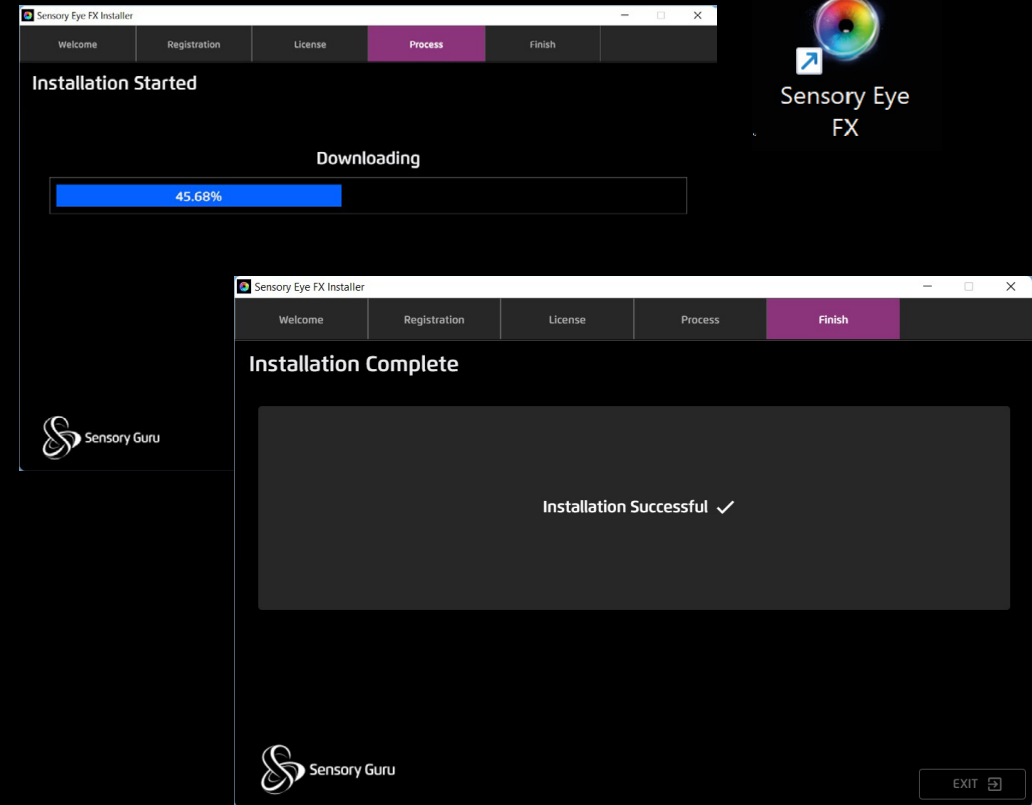 Sensory Eye FX Installer
Welcome Registration License Process Finish
Installation Started
Downloading
45.68%
Sensory Guru
Sensory Eye
FX
Sensory Eye FX Installer
Welcome Registration License Process Finish
Installation Complete
Installation Successful
Sensory Guru
EXIT